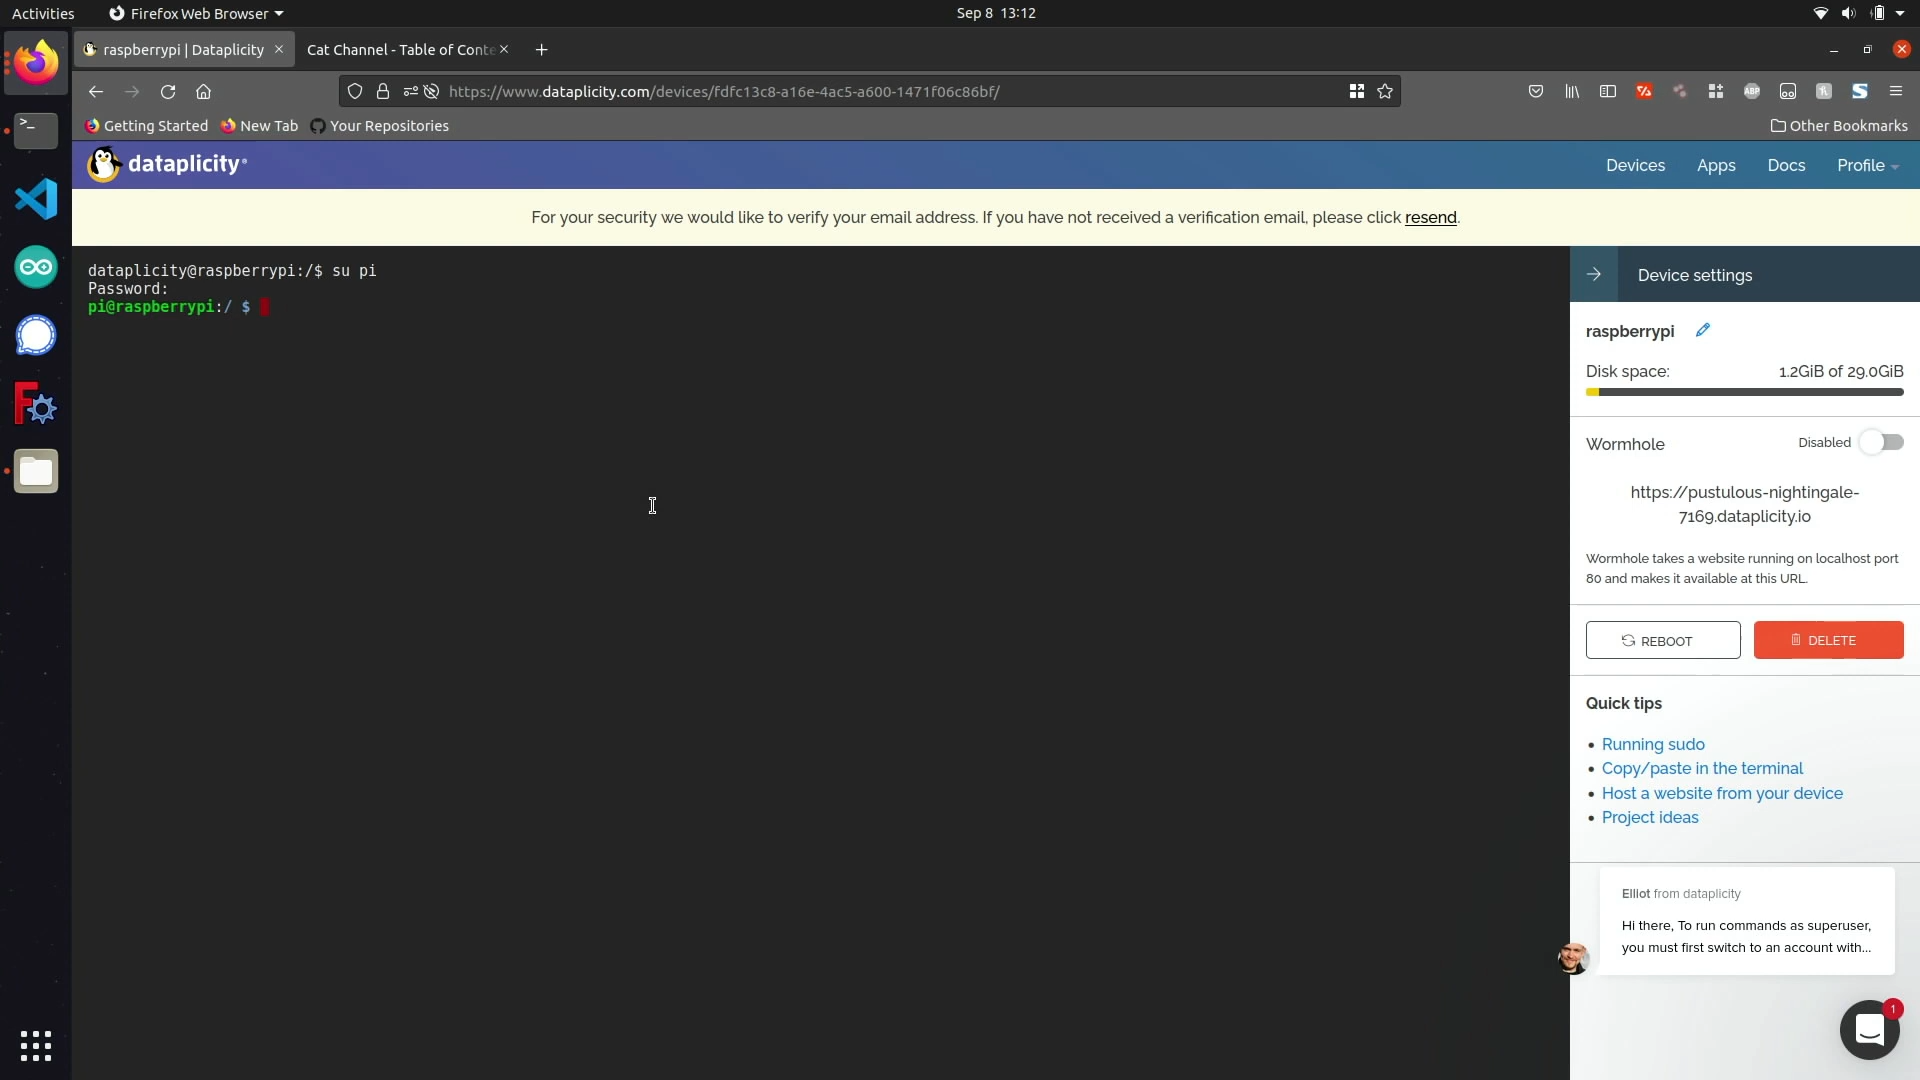 Activities
Firefox Web Browser
Sep 8 13:12
raspberrypi | Dataplicity
Cat Channel - Table of Conte
https://www.dataplicity.com/devices/fdfc13c8-a16e-4ac5-a600-1471f06c86bf/
ABP
Getting Started
New Tab
Your Repositories
Other Bookmarks
dataplicity
Devices
Apps
Docs
Profile
For your security we would like to verify your email address. If you have not received a verification email, please click resend.
dataplicity@raspberrypi:/$ su pi
Password:
pi@raspberrypi:/ $
Device settings
raspberrypi
Disk space: 1.2GiB of 29.0GiB
Wormhole Disabled
https://pustulous-nightingale-
7169.dataplicity.io
Wormhole takes a website running on localhost port
80 and makes it available at this URL.
REBOOT
DELETE
Quick tips
• Running sudo
• Copy/paste in the terminal
• Host a website from your device
• Project ideas
Elliot from dataplicity
Hi there, To run commands as superuser,
you must first switch to an account with...
1